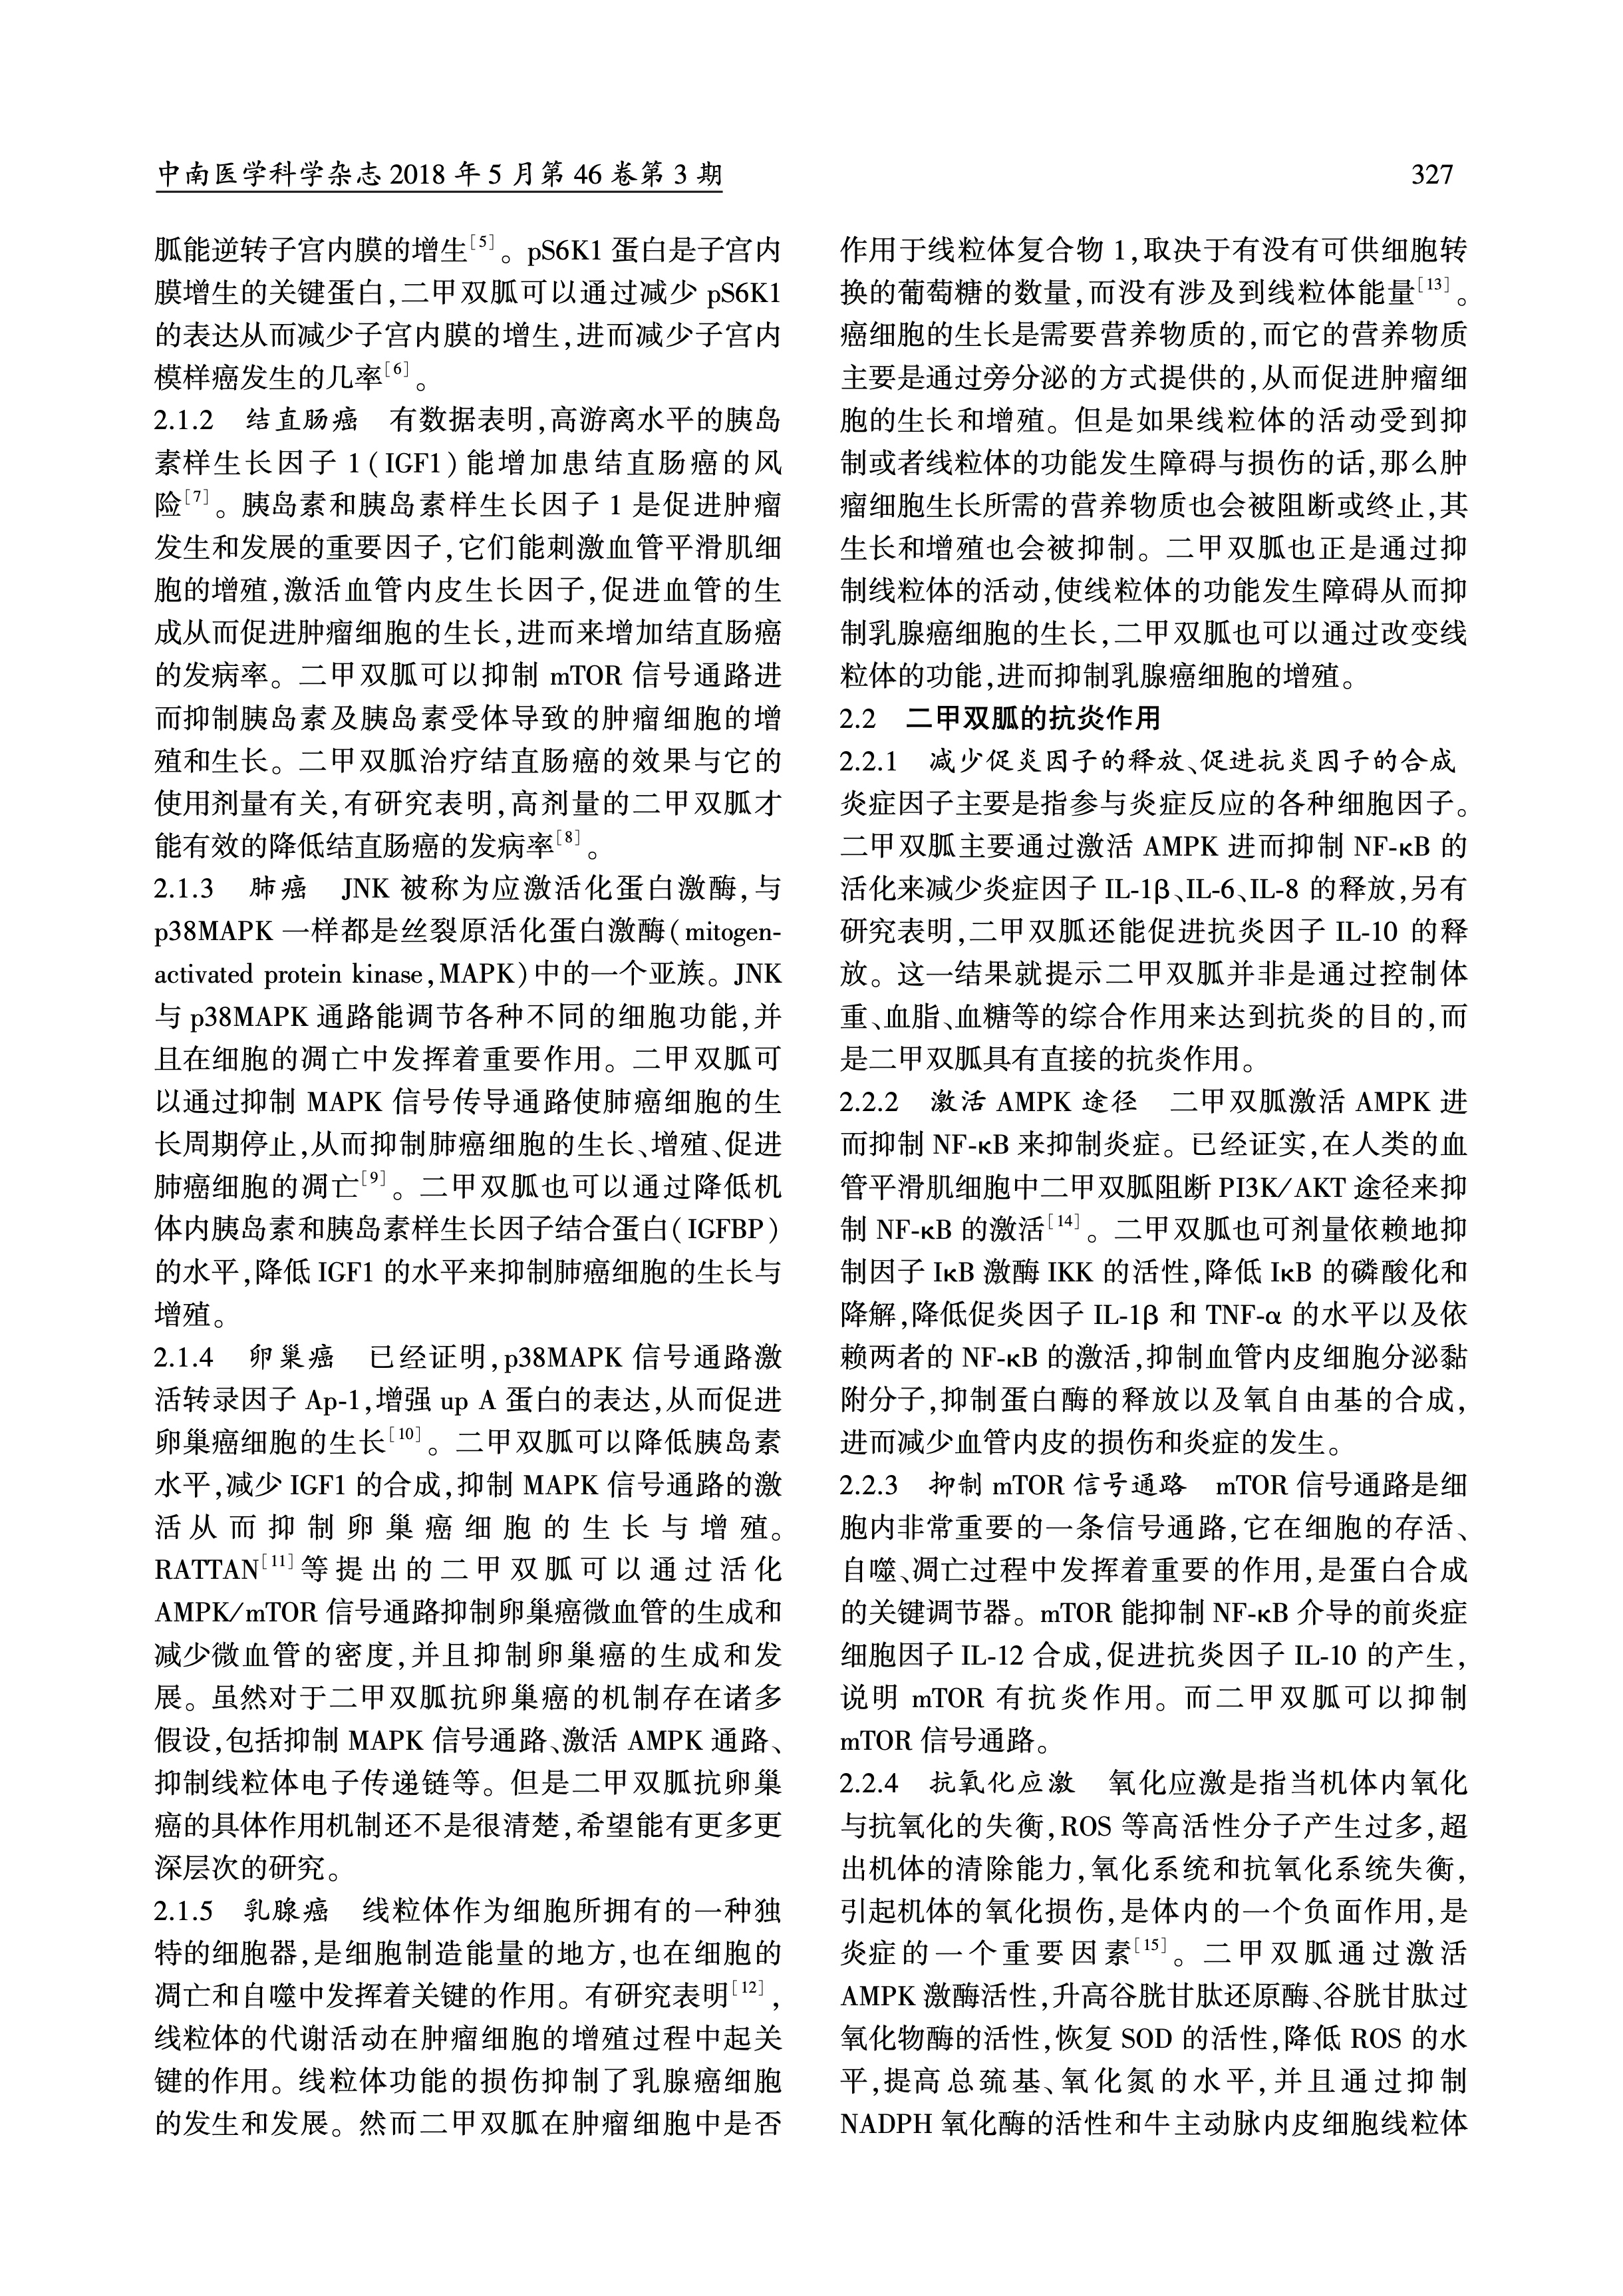 中南医学科学杂志 2018 年 5 月第 46 卷第 3 期
327
胍能逆转子宫内膜的增生[5]。pS6K1 蛋白是子宫内
膜增生的关键蛋白,二甲双胍可以通过减少 pS6K1
的表达从而减少子宫内膜的增生,进而减少子宫内
模样癌发生的几率[6]。
2.1.2 结直肠癌 有数据表明,高游离水平的胰岛
素样生长因子 1(IGF1)能增加患结直肠癌的风
险[7]。胰岛素和胰岛素样生长因子 1 是促进肿瘤
发生和发展的重要因子,它们能刺激血管平滑肌细
胞的增殖,激活血管内皮生长因子,促进血管的生
成从而促进肿瘤细胞的生长,进而来增加结直肠癌
的发病率。二甲双胍可以抑制 mTOR 信号通路进
而抑制胰岛素及胰岛素受体导致的肿瘤细胞的增
殖和生长。二甲双胍治疗结直肠癌的效果与它的
使用剂量有关,有研究表明,高剂量的二甲双胍才
能有效的降低结直肠癌的发病率[8]。
2.1.3 肺癌 JNK 被称为应激活化蛋白激酶,与
p38MAPK 一样都是丝裂原活化蛋白激酶(mitogen-
activated protein kinase,MAPK)中的一个亚族。JNK
与 p38MAPK 通路能调节各种不同的细胞功能,并
且在细胞的凋亡中发挥着重要作用。二甲双胍可
以通过抑制 MAPK 信号传导通路使肺癌细胞的生
长周期停止,从而抑制肺癌细胞的生长、增殖、促进
肺癌细胞的凋亡[9]。二甲双胍也可以通过降低机
体内胰岛素和胰岛素样生长因子结合蛋白(IGFBP)
的水平,降低 IGF1 的水平来抑制肺癌细胞的生长与
增殖。
2.1.4 卵巢癌 已经证明,p38MAPK 信号通路激
活转录因子 Ap-1,增强 up A 蛋白的表达,从而促进
卵巢癌细胞的生长[10]。二甲双胍可以降低胰岛素
水平,减少 IGF1 的合成,抑制 MAPK 信号通路的激
活从而抑制卵巢癌细胞的生长与增殖。
RATTAN[11]等提出的二甲双胍可以通过活化
AMPK/mTOR 信号通路抑制卵巢癌微血管的生成和
减少微血管的密度,并且抑制卵巢癌的生成和发
展。虽然对于二甲双胍抗卵巢癌的机制存在诸多
假设,包括抑制 MAPK 信号通路、激活 AMPK 通路、
抑制线粒体电子传递链等。但是二甲双胍抗卵巢
癌的具体作用机制还不是很清楚,希望能有更多更
深层次的研究。
2.1.5 乳腺癌 线粒体作为细胞所拥有的一种独
特的细胞器,是细胞制造能量的地方,也在细胞的
凋亡和自噬中发挥着关键的作用。有研究表明[12],
线粒体的代谢活动在肿瘤细胞的增殖过程中起关
键的作用。线粒体功能的损伤抑制了乳腺癌细胞
的发生和发展。然而二甲双胍在肿瘤细胞中是否
作用于线粒体复合物 1,取决于有没有可供细胞转
换的葡萄糖的数量,而没有涉及到线粒体能量[13]。
癌细胞的生长是需要营养物质的,而它的营养物质
主要是通过旁分泌的方式提供的,从而促进肿瘤细
胞的生长和增殖。但是如果线粒体的活动受到抑
制或者线粒体的功能发生障碍与损伤的话,那么肿
瘤细胞生长所需的营养物质也会被阻断或终止,其
生长和增殖也会被抑制。二甲双胍也正是通过抑
制线粒体的活动,使线粒体的功能发生障碍从而抑
制乳腺癌细胞的生长,二甲双胍也可以通过改变线
粒体的功能,进而抑制乳腺癌细胞的增殖。
2.2 二甲双胍的抗炎作用
2.2.1 减少促炎因子的释放、促进抗炎因子的合成
炎症因子主要是指参与炎症反应的各种细胞因子。
二甲双胍主要通过激活 AMPK 进而抑制 NF-κB 的
活化来减少炎症因子 IL-1β、IL-6、IL-8 的释放,另有
研究表明,二甲双胍还能促进抗炎因子 IL-10 的释
放。这一结果就提示二甲双胍并非是通过控制体
重、血脂、血糖等的综合作用来达到抗炎的目的,而
是二甲双胍具有直接的抗炎作用。
2.2.2 激活 AMPK 途径 二甲双胍激活 AMPK 进
而抑制 NF-κB 来抑制炎症。已经证实,在人类的血
管平滑肌细胞中二甲双胍阻断 PI3K/AKT 途径来抑
制 NF-κB 的激活[14]。二甲双胍也可剂量依赖地抑
制因子 IκB 激酶 IKK 的活性,降低 IκB 的磷酸化和
降解,降低促炎因子 IL-1β 和 TNF-α 的水平以及依
赖两者的 NF-κB 的激活,抑制血管内皮细胞分泌黏
附分子,抑制蛋白酶的释放以及氧自由基的合成,
进而减少血管内皮的损伤和炎症的发生。
2.2.3 抑制 mTOR 信号通路 mTOR 信号通路是细
胞内非常重要的一条信号通路,它在细胞的存活、
自噬、凋亡过程中发挥着重要的作用,是蛋白合成
的关键调节器。mTOR 能抑制 NF-κB 介导的前炎症
细胞因子 IL-12 合成,促进抗炎因子 IL-10 的产生,
说明 mTOR 有抗炎作用。而二甲双胍可以抑制
mTOR 信号通路。
2.2.4 抗氧化应激 氧化应激是指当机体内氧化
与抗氧化的失衡,ROS 等高活性分子产生过多,超
出机体的清除能力,氧化系统和抗氧化系统失衡,
引起机体的氧化损伤,是体内的一个负面作用,是
炎症的一个重要因素[15]。二甲双胍通过激活
AMPK 激酶活性,升高谷胱甘肽还原酶、谷胱甘肽过
氧化物酶的活性,恢复 SOD 的活性,降低 ROS 的水
平,提高总巯基、氧化氮的水平,并且通过抑制
NADPH 氧化酶的活性和牛主动脉内皮细胞线粒体